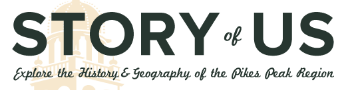 STORY of US
Explore the History & Geography of the Pikes Peak Region